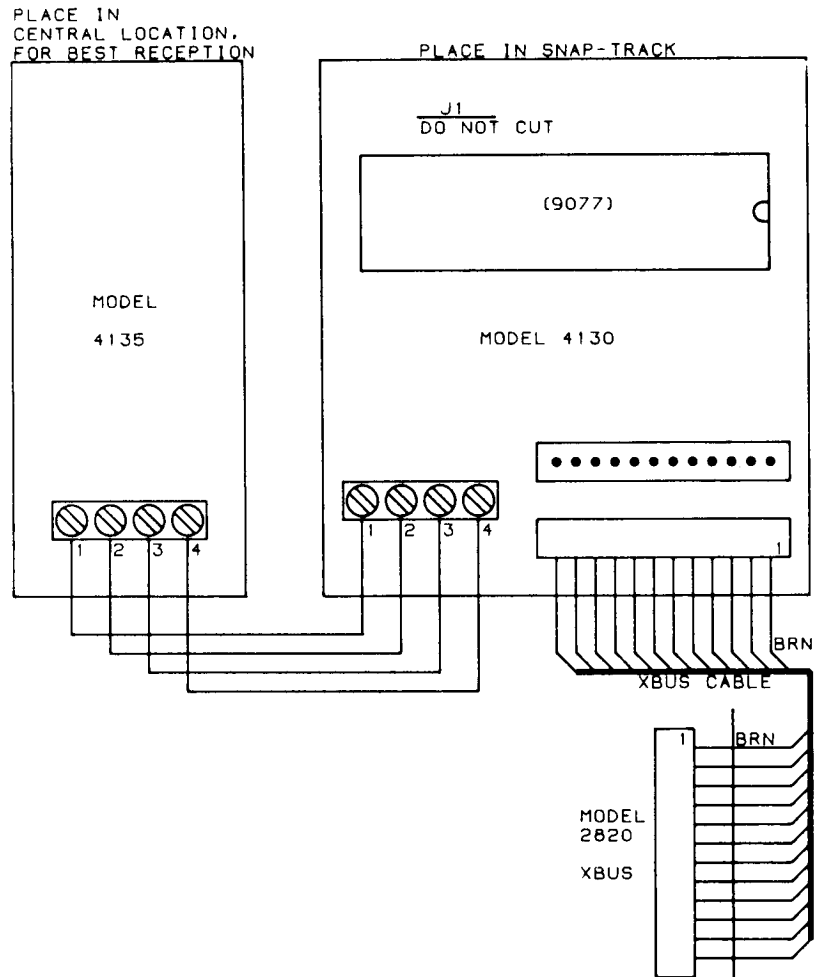 PLACE IN
CENTRAL LOCATION,
FOR BEST RECEPTION
PLACE IN SNAP-TRACK
J1
DO NOT CUT
(9077)
MODEL
4135
MODEL 4130
1 2 3 4
1 2 3 4
1
BRN
XBUS CABLE
1
BRN
MODEL
2820
XBUS